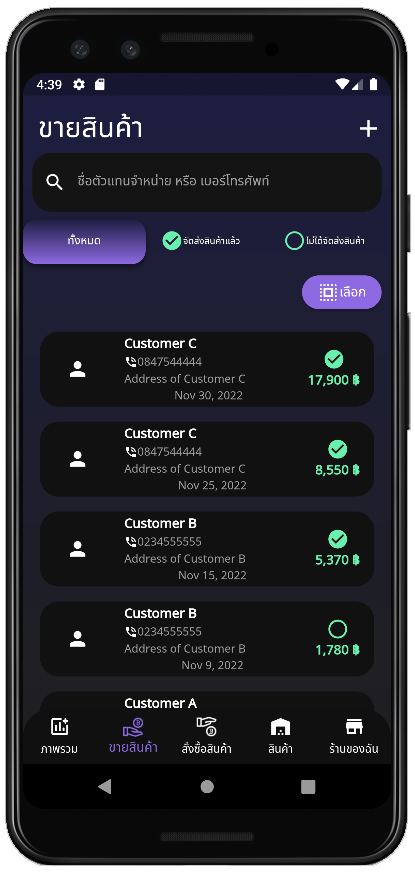 4:39
ขายสินค้า
ชื่อตัวแทนจำหน่าย หรือ เบอร์โทรศัพท์
ทั้งหมด
จัดส่งสินค้าแล้ว
ไม่ได้จัดส่งสินค้า
เลือก
Customer C
0847544444
Address of Customer C
Nov 30, 2022
17,900 ฿
Customer C
0847544444
Address of Customer C
Nov 25, 2022
8,550 ฿
Customer B
0234555555
Address of Customer B
Nov 15, 2022
5,370 ฿
Customer B
0234555555
Address of Customer B
Nov 9, 2022
1,780 ฿
Customer A
ภาพรวม
ขายสินค้า
สั่งซื้อสินค้า
สินค้า
ร้านของฉัน